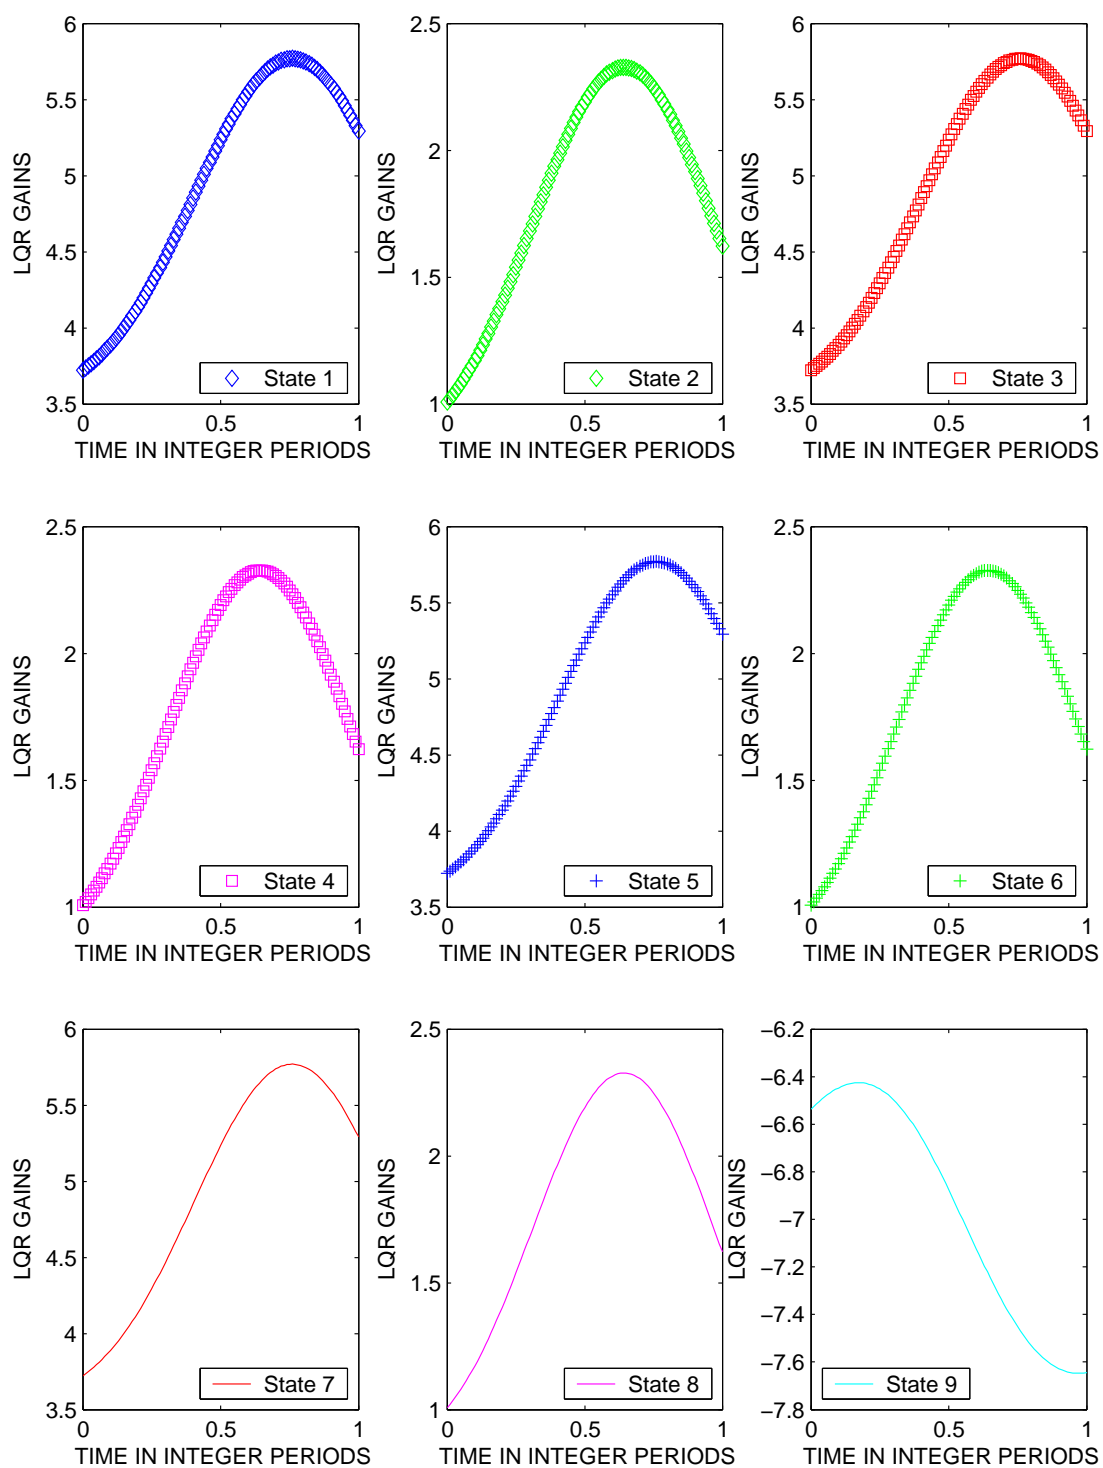 6
5.5
5
4.5
4
3.5
0 0.5 1
LQR GAINS
TIME IN INTEGER PERIODS
State 1
2.5
2
1.5
1
0 0.5 1
LQR GAINS
TIME IN INTEGER PERIODS
State 2
6
5.5
5
4.5
4
3.5
0 0.5 1
LQR GAINS
TIME IN INTEGER PERIODS
State 3
2.5
2
1.5
1
0 0.5 1
LQR GAINS
TIME IN INTEGER PERIODS
State 4
6
5.5
5
4.5
4
3.5
0 0.5 1
LQR GAINS
TIME IN INTEGER PERIODS
State 5
2.5
2
1.5
1
0 0.5 1
LQR GAINS
TIME IN INTEGER PERIODS
State 6
6
5.5
5
4.5
4
3.5
0 0.5 1
LQR GAINS
TIME IN INTEGER PERIODS
State 7
2.5
2
1.5
1
0 0.5 1
LQR GAINS
TIME IN INTEGER PERIODS
State 8
−6.2
−6.4
−6.6
−6.8
−7
−7.2
−7.4
−7.6
−7.8
0 0.5 1
LQR GAINS
TIME IN INTEGER PERIODS
State 9